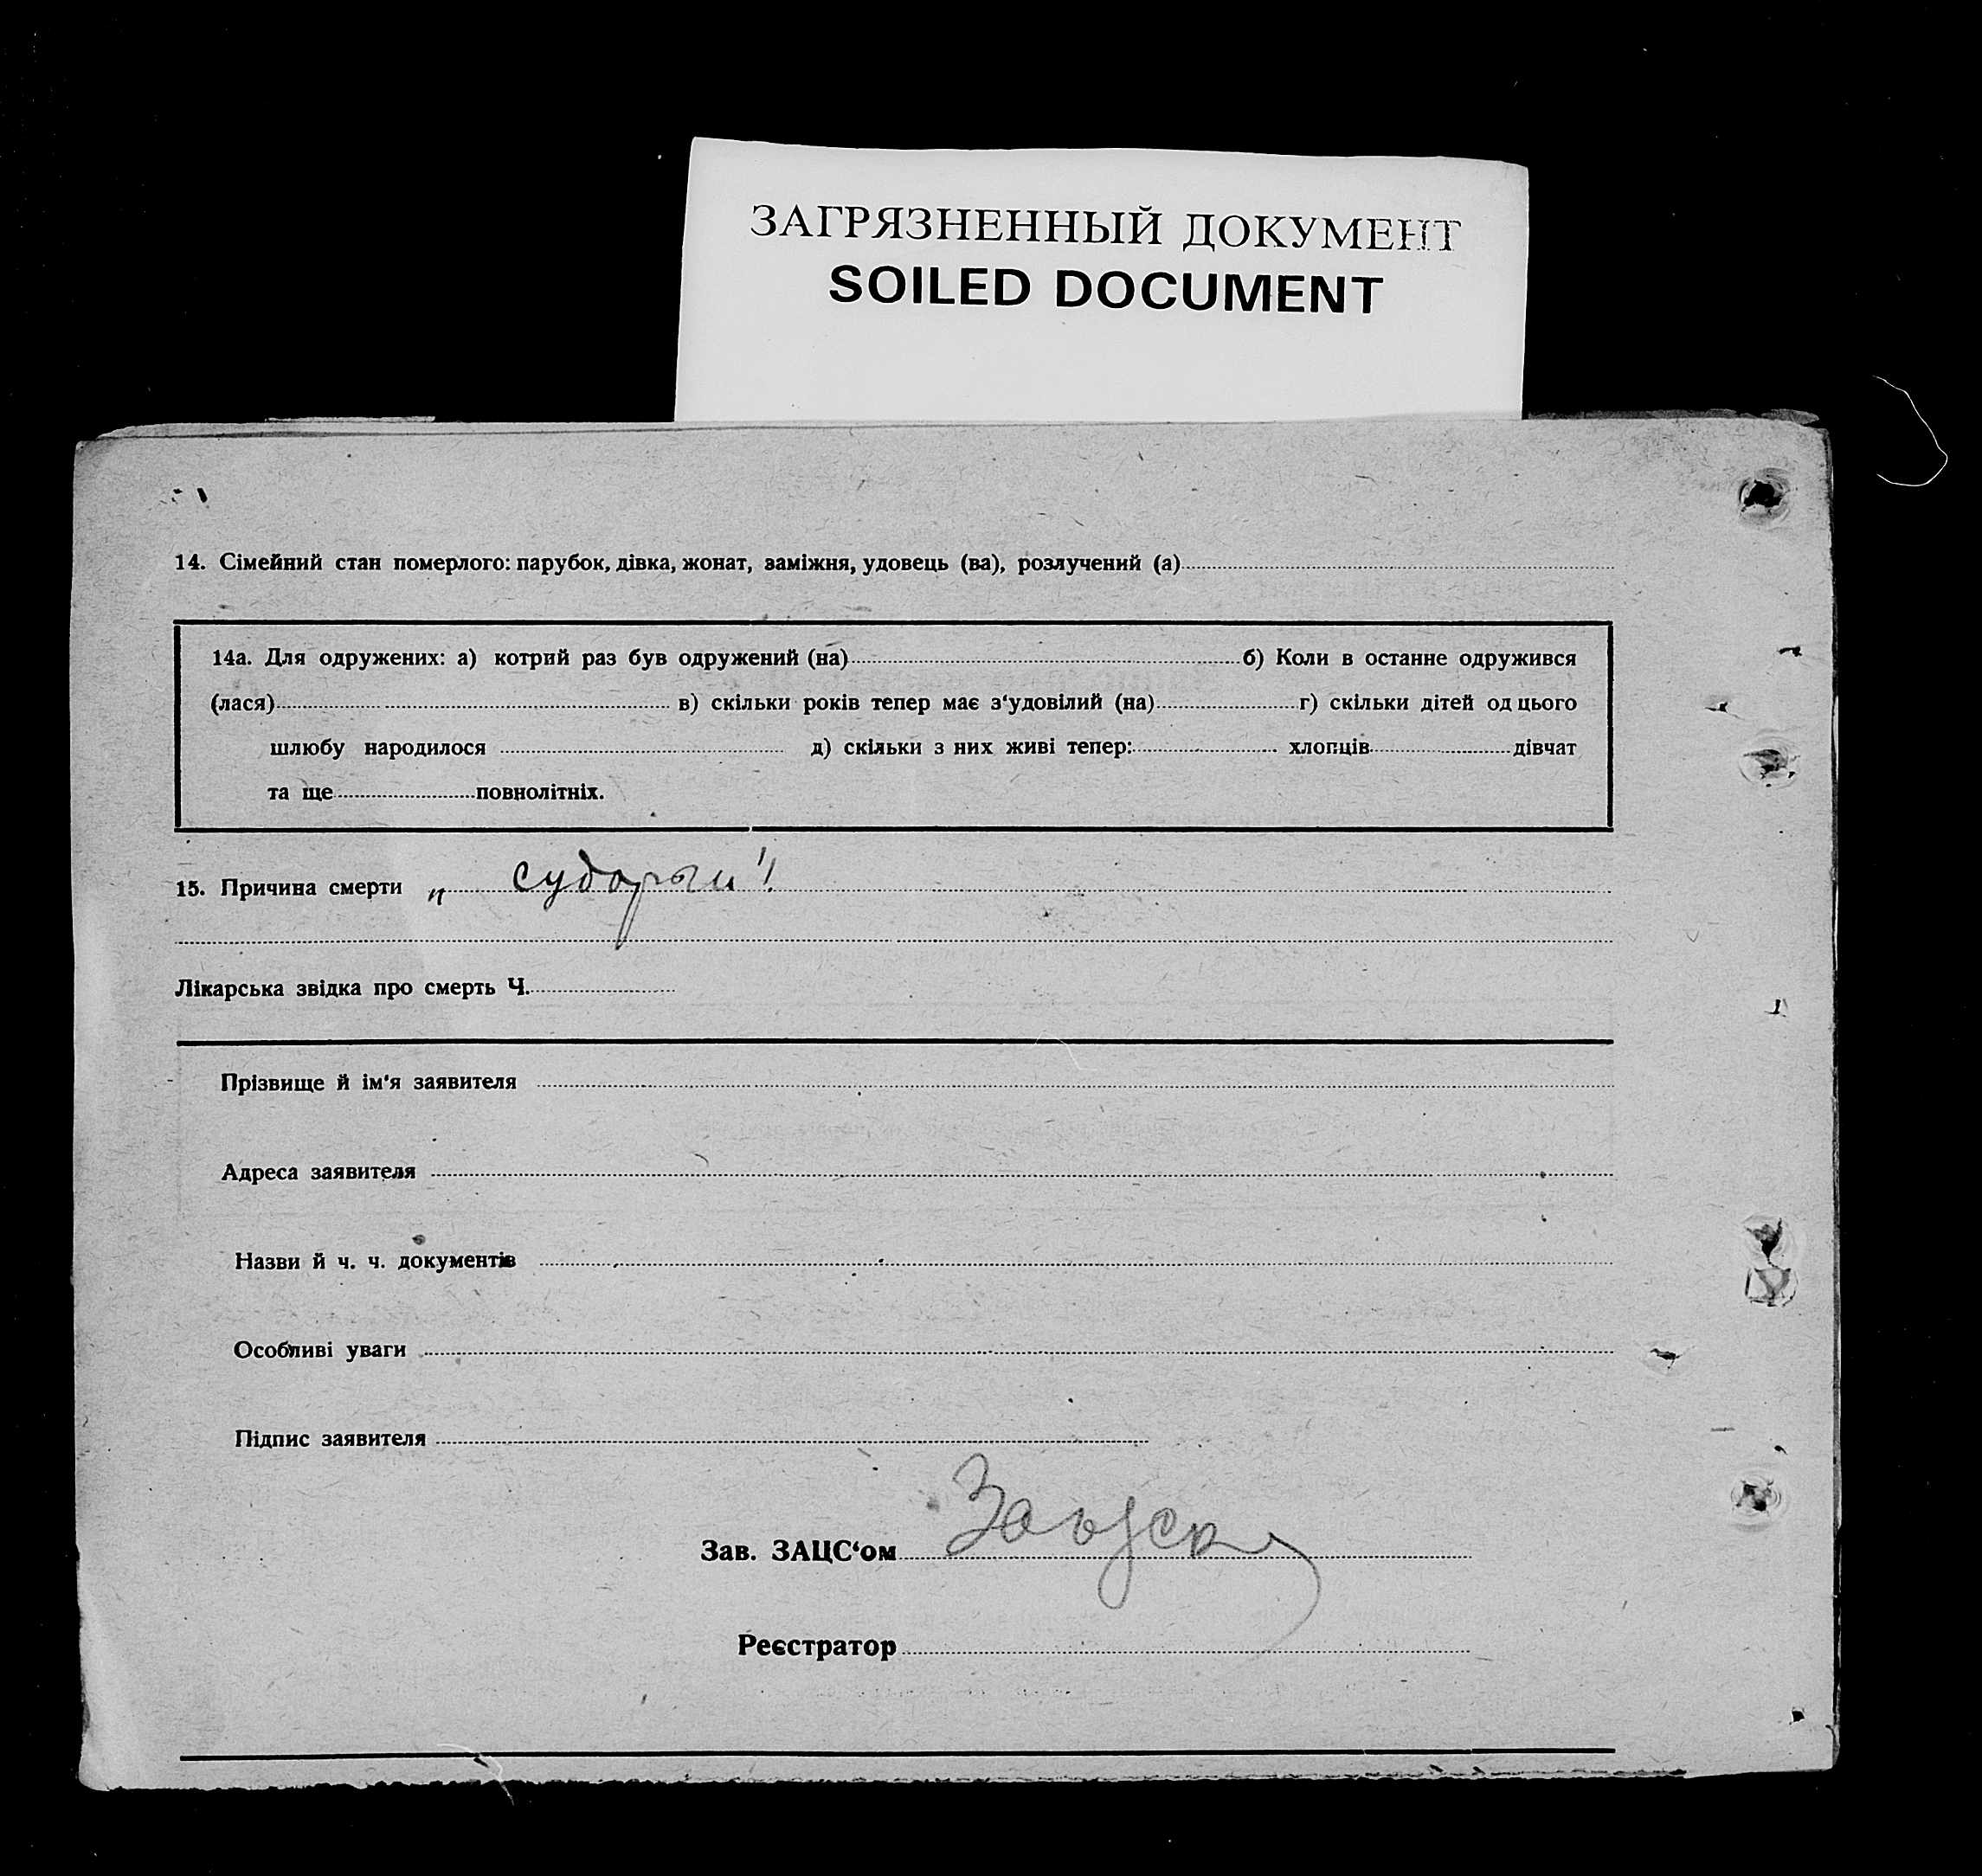 ЗАГРЯЗНЕННЫЙ ДОКУМЕНТ
SOILED DOCUMENT
14. Сімейний стан померлого: парубок, дівка, жонат, заміжня, удовець (ва), розлучений (а)
14а. Для одружених: а) котрий раз був одружений (на) б) Коли в останне одружився
(лася) в) скільки років тепер має з‘удовілий (на) г) скільки дітей од цього
шлюбу народилося д) скільки з них живі тепер: хлопців дівчат
та ще повнолітніх.
15. Причина смерти „
Лікарська звідка про смерть Ч.
Прізвище й ім‘я заявителя
Адреса заявителя
Назви й ч. ч. документів
Особливі уваги
Підпис заявителя
Зав. ЗАЦС‘ом
Реєстратор